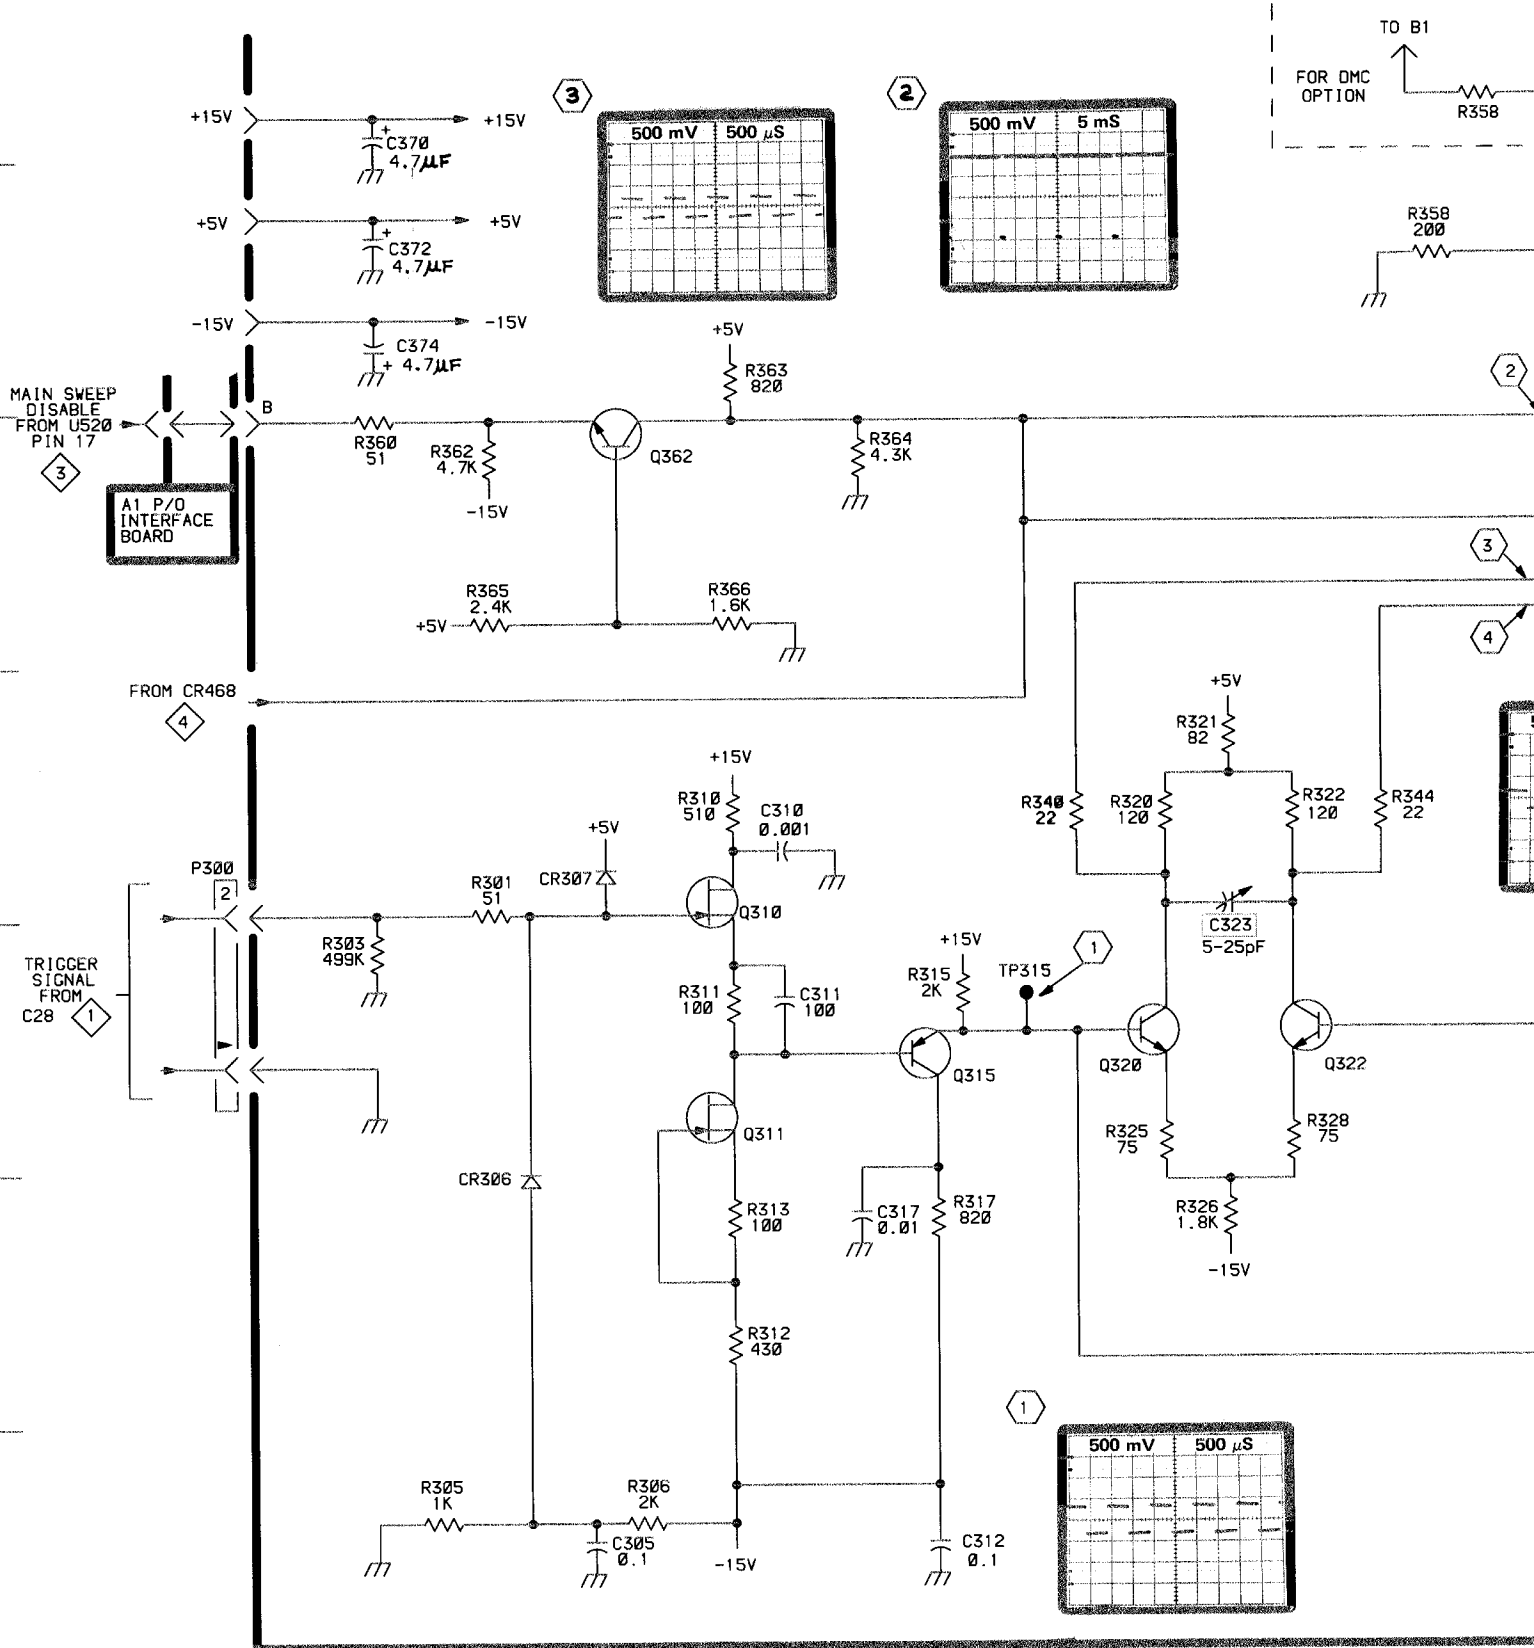 TO B1
FOR DMC
OPTION
R358
3
500 mV 500 µS
2
500 mV 5 mS
+15V
C370
4.7µF
+
+15V
+5V
C372
4.7µF
+
+5V
-15V
C374
+ 4.7µF
-15V
R358
200
MAIN SWEEP
DISABLE
FROM U520
PIN 17
3
A1 P/O
INTERFACE
BOARD
B
R360
51
R362
4.7K
-15V
Q362
+5V
R363
820
R364
4.3K
2
R365
2.4K
+5V
R366
1.6K
3
4
FROM CR468
4
+5V
R321
82
R340
22
R320
120
R322
120
R344
22
C323
5-25pF
+15V
R310
510
C310
0.001
+5V
CR307
P300
2
R301
51
R303
499K
Q310
TRIGGER
SIGNAL
FROM
C28
1
R311
100
C311
100
+15V
R315
2K
TP315
1
Q315
Q320
Q322
Q311
CR306
R325
75
R328
75
R326
1.8K
-15V
R313
100
C317
0.01
R317
820
R312
430
1
500 mV 500 µS
R305
1K
R306
2K
C305
0.1
-15V
C312
0.1